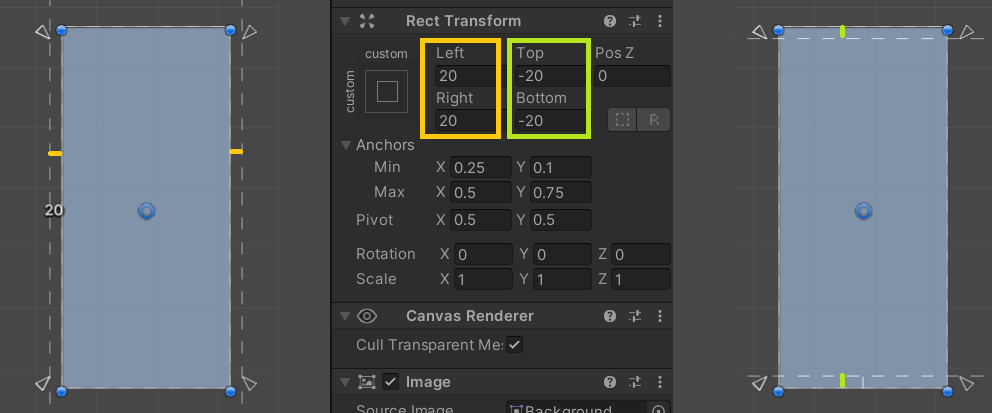 20
Rect Transform
custom
custom
Left Top Pos Z
20 -20 0
Right Bottom
20 -20
R
Anchors
Min X 0.25 Y 0.1
Max X 0.5 Y 0.75
Pivot X 0.5 Y 0.5
Rotation X 0 Y 0 Z 0
Scale X 1 Y 1 Z 1
Canvas Renderer
Cull Transparent Me
Image
Source Image Background